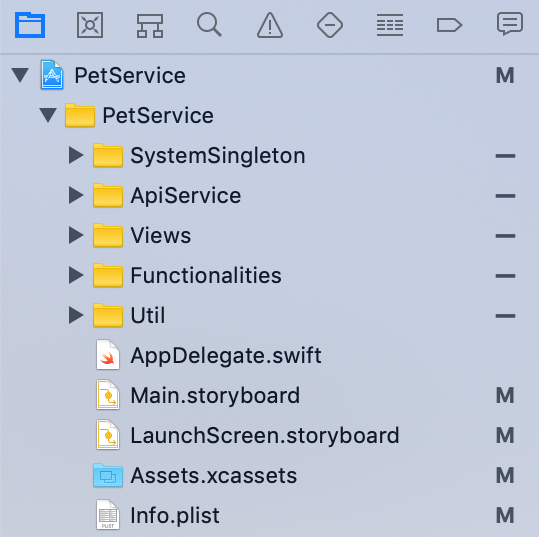 PetService M
PetService
SystemSingleton —
ApiService —
Views —
Functionalities —
Util —
AppDelegate.swift
Main.storyboard M
LaunchScreen.storyboard M
Assets.xcassets M
Info.plist M